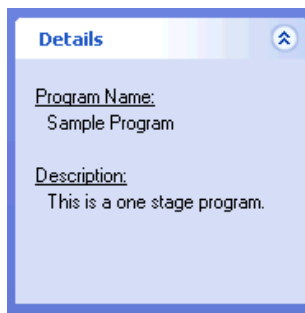 Details
Program Name:
Sample Program
Description:
This is a one stage program.